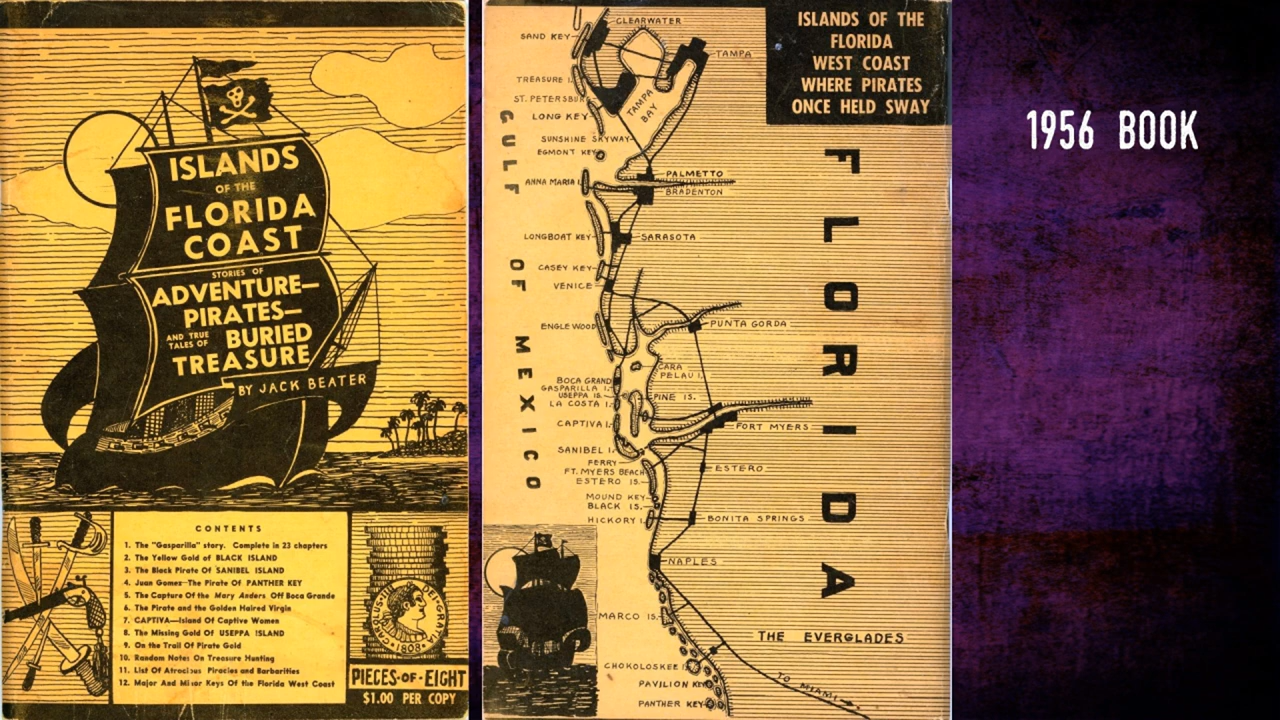 ISLANDS
OF THE
FLORIDA
COAST
STORIES OF
ADVENTURE—
PIRATES—
AND TRUE
TALES OF BURIED
TREASURE
BY JACK BEATER
CONTENTS
1. The "Gasparilla" story. Complete in 23 chapters
2. The Yellow Gold of BLACK ISLAND
3. The Black Pirate Of SANIBEL ISLAND
4. Juan Gomez—The Pirate Of PANTHER KEY
5. The Capture Of the Mary Anders Off Boca Grande
6. The Pirate and the Golden Haired Virgin
7. CAPTIVA—Island Of Captive Women
8. The Missing Gold Of USEPPA ISLAND
9. On the Trail Of Pirate Gold
10. Random Notes On Treasure Hunting
11. List Of Atrocious Piracies and Barbarities
12. Major And Minor Keys Of the Florida West Coast
CAROLUS·IIII DEI·GRATIA
·1808·
PIECES-OF-EIGHT
$1.00 PER COPY
ISLANDS OF THE
FLORIDA
WEST COAST
WHERE PIRATES
ONCE HELD SWAY
CLEARWATER
SAND KEY
TAMPA
TREASURE I.
ST. PETERSBURG
TAMPA
BAY
LONG KEY
SUNSHINE SKYWAY
EGMONT KEY
ANNA MARIA
PALMETTO
BRADENTON
LONGBOAT KEY
SARASOTA
CASEY KEY
VENICE
ENGLEWOOD
PUNTA GORDA
CARA
PELAU I.
BOCA GRAND
GASPARILLA I.
USEPPA IS.
LA COSTA I.
PINE IS.
CAPTIVA I.
FORT MYERS
SANIBEL I.
FERRY
FT. MYERS BEACH
ESTERO IS.
ESTERO
MOUND KEY
BLACK IS.
HICKORY I.
BONITA SPRINGS
NAPLES
MARCO IS.
THE EVERGLADES
CHOKOLOSKEE I.
PAVILION KEY
PANTHER KEY
TO MIAMI
GULF OF MEXICO
FLORIDA
1956 BOOK